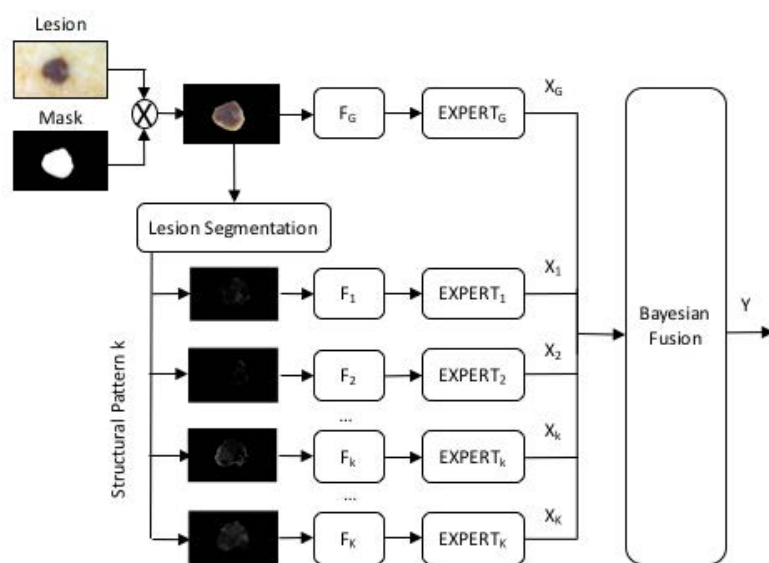 Lesion
Mask
F_G
EXPERT_G
X_G
Lesion Segmentation
Structural Pattern k
F_1
EXPERT_1
X_1
F_2
EXPERT_2
X_2
...
F_k
EXPERT_k
X_k
...
F_K
EXPERT_K
X_K
Bayesian
Fusion
Y